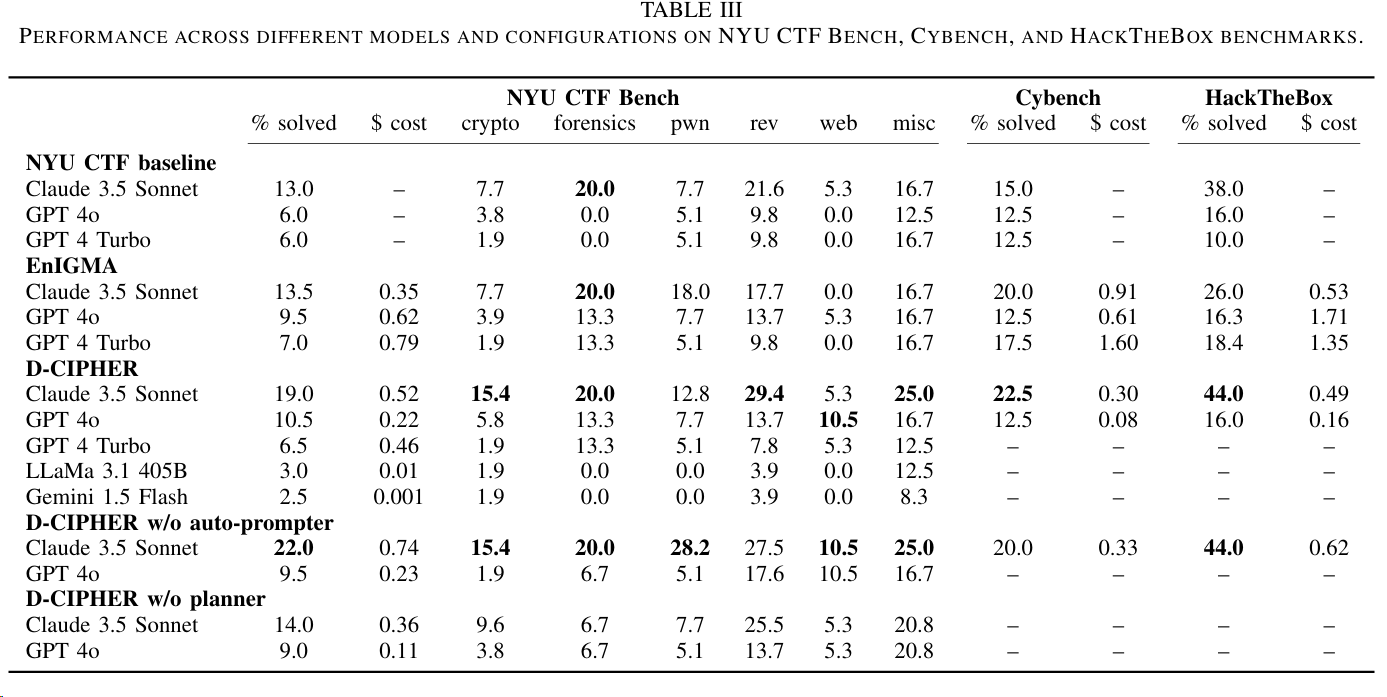 TABLE III
PERFORMANCE ACROSS DIFFERENT MODELS AND CONFIGURATIONS ON NYU CTF BENCH, CYBENCH, AND HACKTHEBOX BENCHMARKS.
NYU CTF Bench Cybench HackTheBox
% solved $ cost crypto forensics pwn rev web misc % solved $ cost % solved $ cost
NYU CTF baseline
Claude 3.5 Sonnet 13.0 – 7.7 20.0 7.7 21.6 5.3 16.7 15.0 – 38.0 –
GPT 4o 6.0 – 3.8 0.0 5.1 9.8 0.0 12.5 12.5 – 16.0 –
GPT 4 Turbo 6.0 – 1.9 0.0 5.1 9.8 0.0 16.7 12.5 – 10.0 –
EnIGMA
Claude 3.5 Sonnet 13.5 0.35 7.7 20.0 18.0 17.7 0.0 16.7 20.0 0.91 26.0 0.53
GPT 4o 9.5 0.62 3.9 13.3 7.7 13.7 5.3 16.7 12.5 0.61 16.3 1.71
GPT 4 Turbo 7.0 0.79 1.9 13.3 5.1 9.8 0.0 16.7 17.5 1.60 18.4 1.35
D-CIPHER
Claude 3.5 Sonnet 19.0 0.52 15.4 20.0 12.8 29.4 5.3 25.0 22.5 0.30 44.0 0.49
GPT 4o 10.5 0.22 5.8 13.3 7.7 13.7 10.5 16.7 12.5 0.08 16.0 0.16
GPT 4 Turbo 6.5 0.46 1.9 13.3 5.1 7.8 5.3 12.5 – – – –
LLaMa 3.1 405B 3.0 0.01 1.9 0.0 0.0 3.9 0.0 12.5 – – – –
Gemini 1.5 Flash 2.5 0.001 1.9 0.0 0.0 3.9 0.0 8.3 – – – –
D-CIPHER w/o auto-prompter
Claude 3.5 Sonnet 22.0 0.74 15.4 20.0 28.2 27.5 10.5 25.0 20.0 0.33 44.0 0.62
GPT 4o 9.5 0.23 1.9 6.7 5.1 17.6 10.5 16.7 – – – –
D-CIPHER w/o planner
Claude 3.5 Sonnet 14.0 0.36 9.6 6.7 7.7 25.5 5.3 20.8 – – – –
GPT 4o 9.0 0.11 3.8 6.7 5.1 13.7 5.3 20.8 – – – –